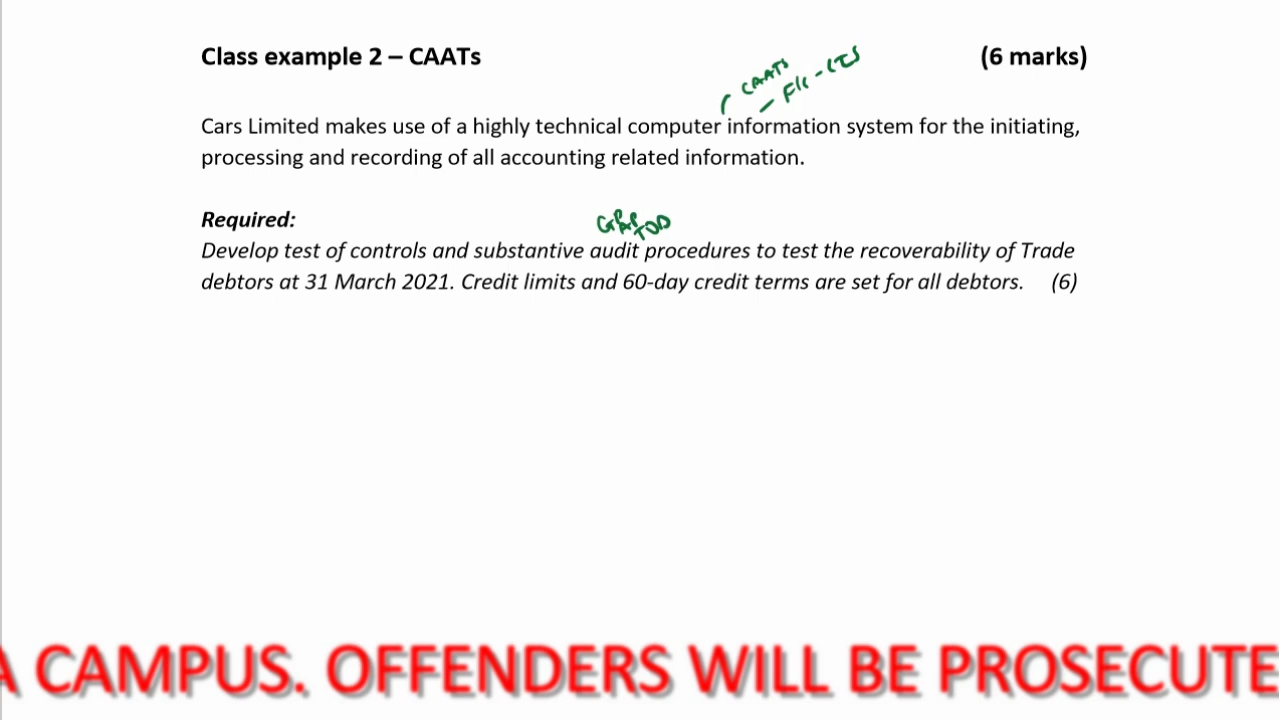 Class example 2 – CAATs (6 marks)
CAATS
– F/C - CIS
Cars Limited makes use of a highly technical computer information system for the initiating,
processing and recording of all accounting related information.
Required:
TOD
Develop test of controls and substantive audit procedures to test the recoverability of Trade
debtors at 31 March 2021. Credit limits and 60-day credit terms are set for all debtors. (6)
A CAMPUS. OFFENDERS WILL BE PROSECUTE